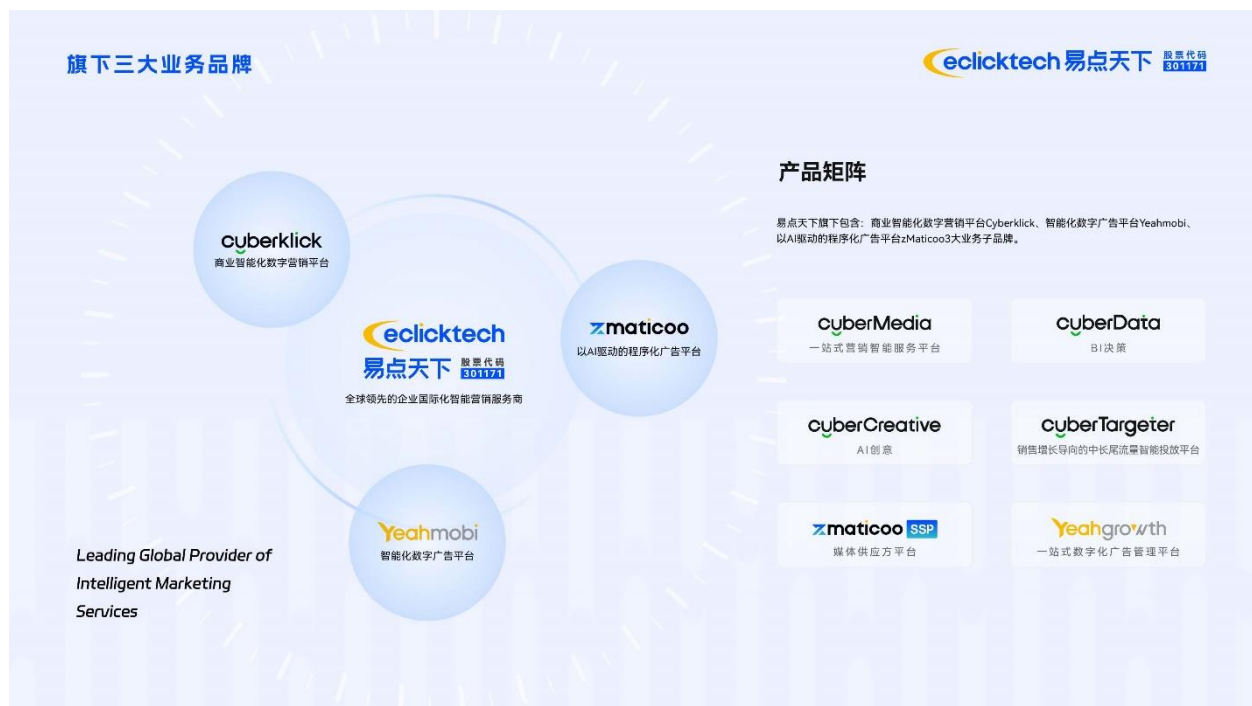 旗下三大业务品牌
eclicktech 易点天下 股票代码 301171
cyberklick
商业智能化数字营销平台
zmaticoo
以AI驱动的程序化广告平台
eclicktech
易点天下 股票代码 301171
全球领先的企业国际化智能营销服务商
Yeahmobi
智能化数字广告平台
Leading Global Provider of
Intelligent Marketing
Services
产品矩阵
易点天下旗下包含：商业智能化数字营销平台Cyberklick、智能化数字广告平台Yeahmobi、
以AI驱动的程序化广告平台zMaticoo3大业务子品牌。
cyberMedia
一站式营销智能服务平台
cyberData
BI决策
cyberCreative
AI创意
cyberTargeter
销售增长导向的中长尾流量智能投放平台
zmaticoo SSP
媒体供应方平台
Yeahgrowth
一站式数字化广告管理平台